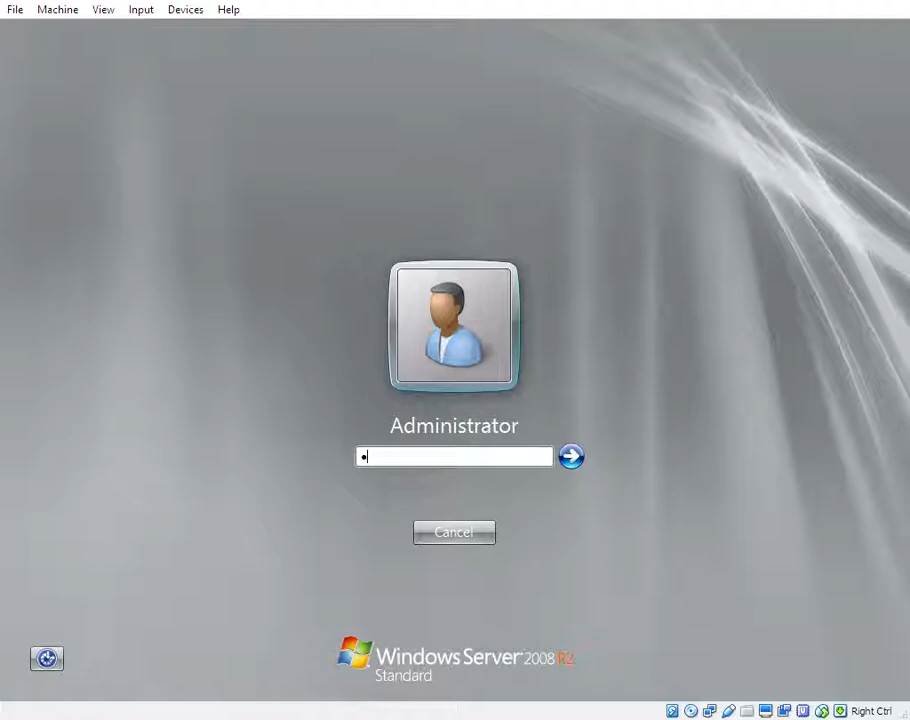 File Machine View Input Devices Help
Administrator
Cancel
Windows Server 2008 R2
Standard
Right Ctrl